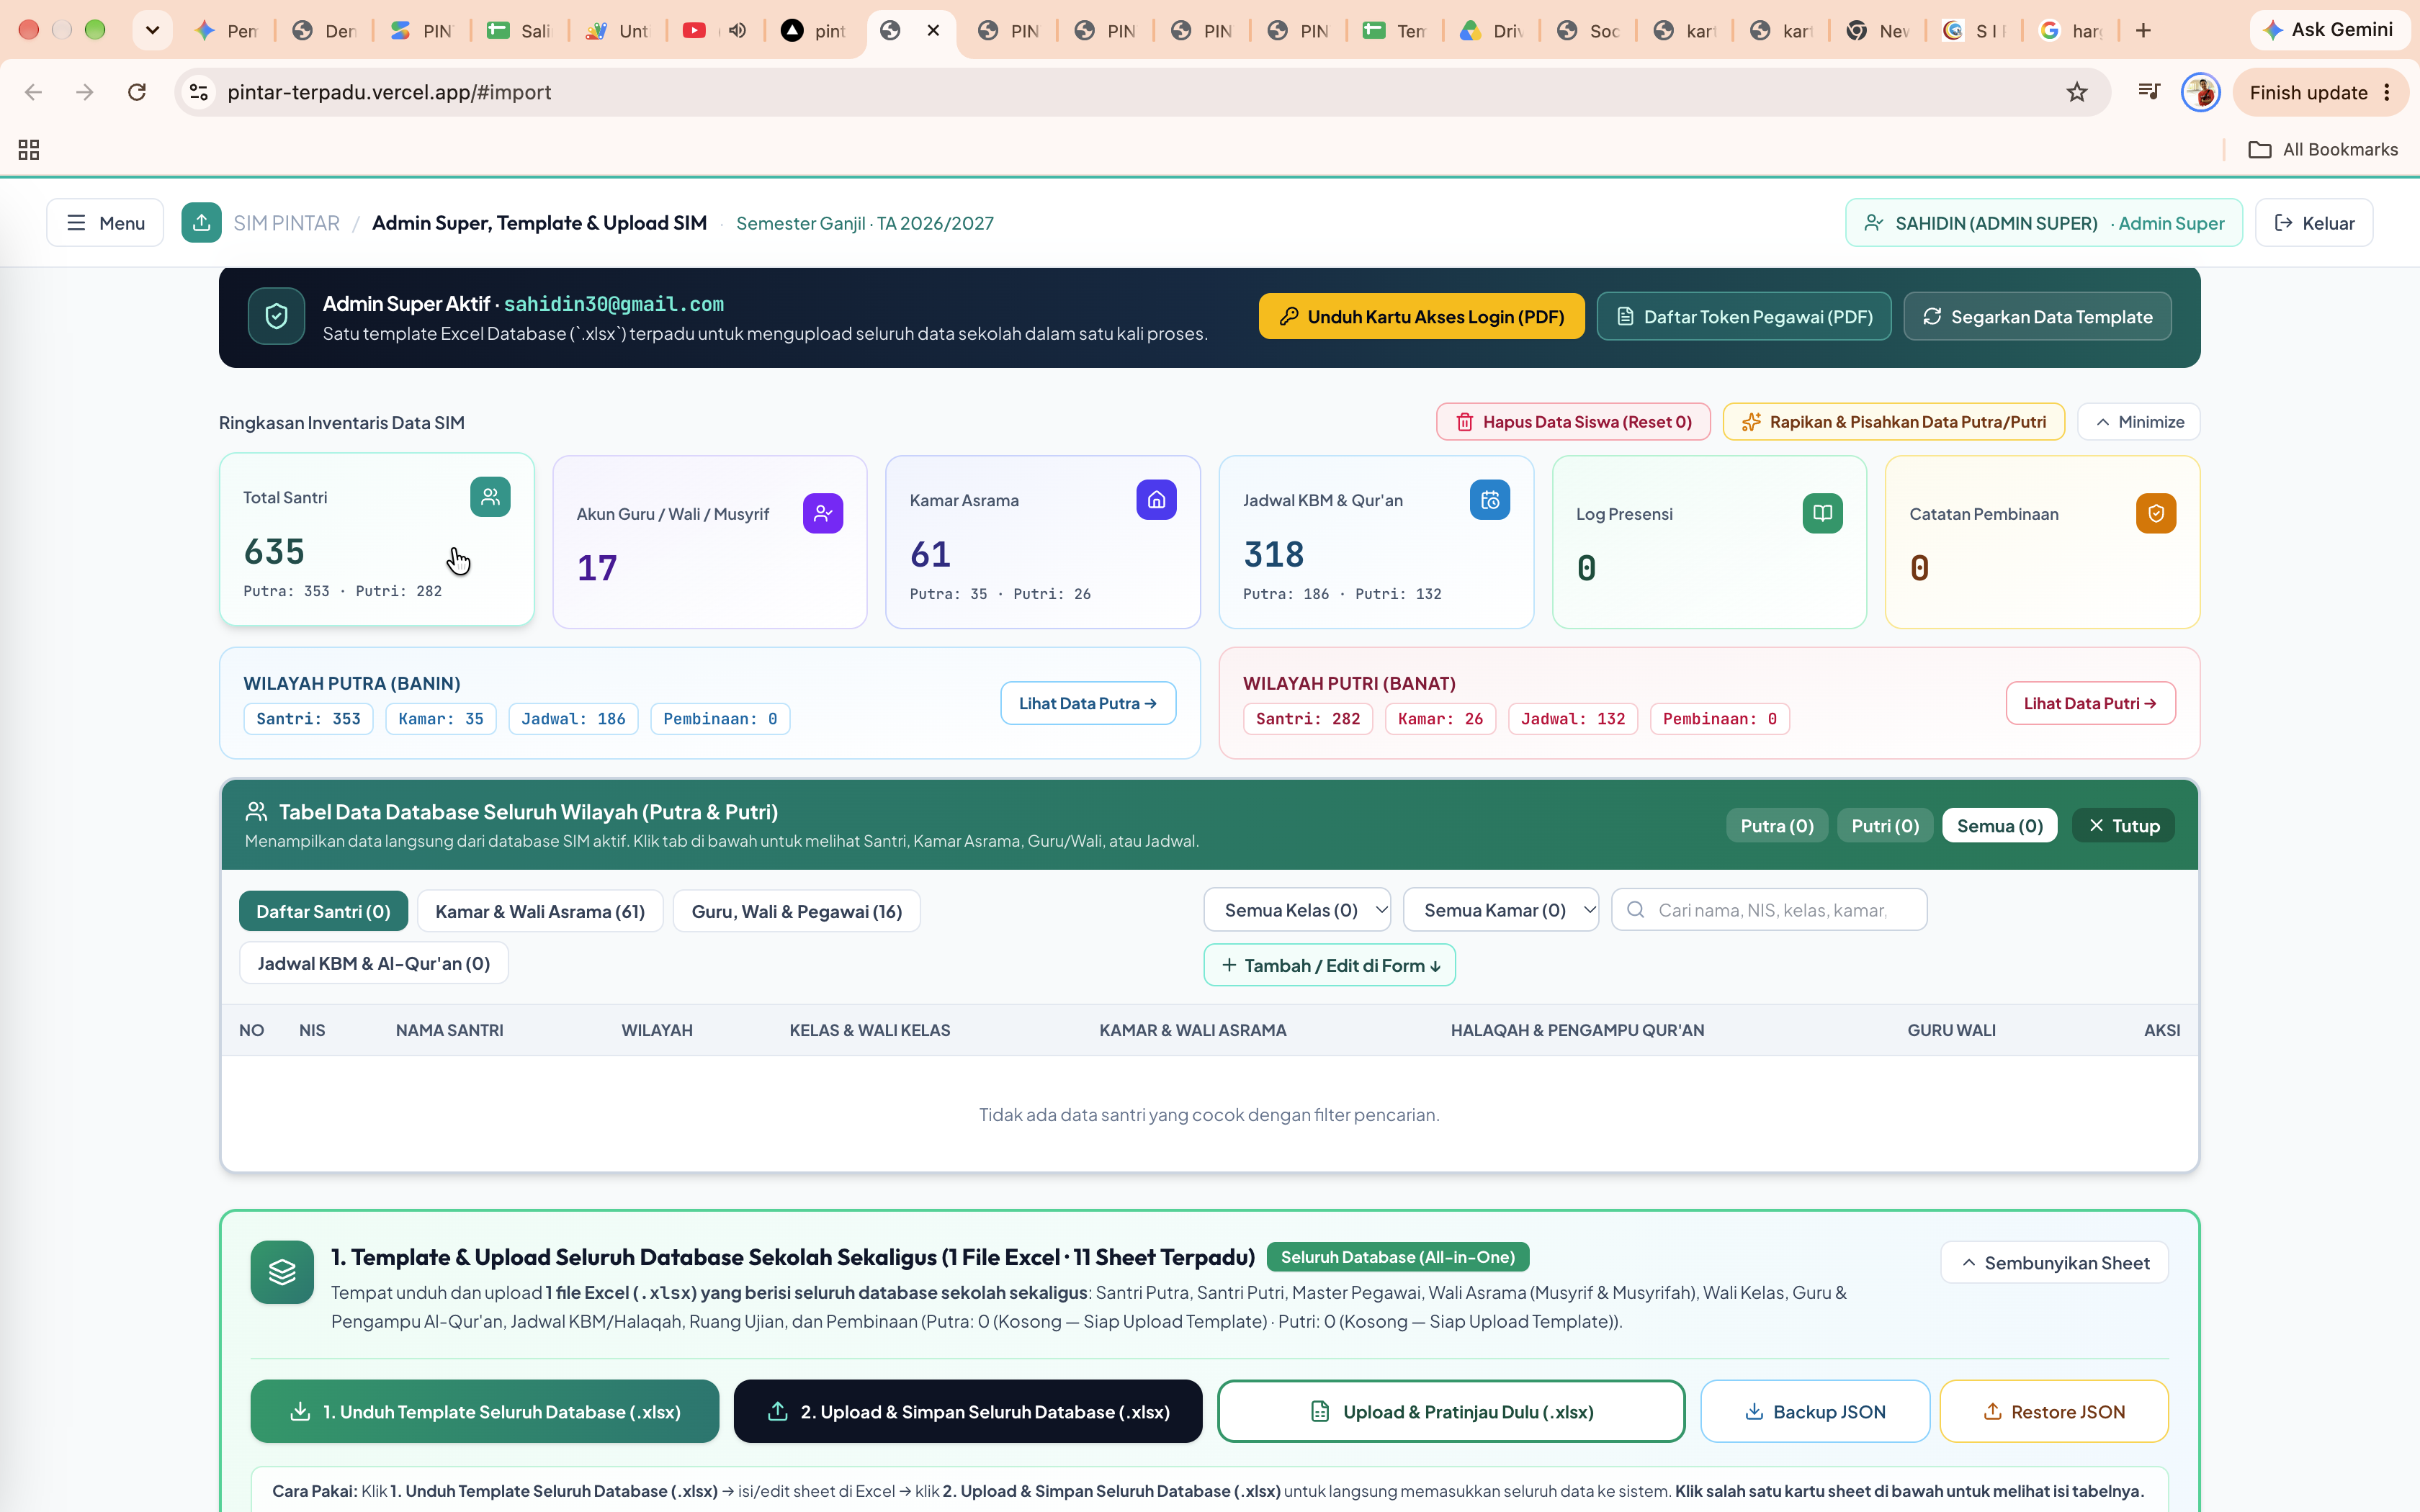 Pen
Den
PIN
Sali
Unt
pint
PIN
PIN
PIN
PIN
Ten
Driv
Soc
kart
kart
Nev
S I F
har
Ask Gemini
pintar-terpadu.vercel.app/#import
Finish update
All Bookmarks
Menu
SIM PINTAR / Admin Super, Template & Upload SIM · Semester Ganjil · TA 2026/2027
SAHIDIN (ADMIN SUPER) · Admin Super
Keluar
Admin Super Aktif · sahidin30@gmail.com
Satu template Excel Database (`.xlsx`) terpadu untuk mengupload seluruh data sekolah dalam satu kali proses.
Unduh Kartu Akses Login (PDF)
Daftar Token Pegawai (PDF)
Segarkan Data Template
Ringkasan Inventaris Data SIM
Hapus Data Siswa (Reset 0)
Rapikan & Pisahkan Data Putra/Putri
Minimize
Total Santri
635
Putra: 353 · Putri: 282
Akun Guru / Wali / Musyrif
17
Kamar Asrama
61
Putra: 35 · Putri: 26
Jadwal KBM & Qur'an
318
Putra: 186 · Putri: 132
Log Presensi
0
Catatan Pembinaan
0
WILAYAH PUTRA (BANIN)
Santri: 353 Kamar: 35 Jadwal: 186 Pembinaan: 0
Lihat Data Putra →
WILAYAH PUTRI (BANAT)
Santri: 282 Kamar: 26 Jadwal: 132 Pembinaan: 0
Lihat Data Putri →
Tabel Data Database Seluruh Wilayah (Putra & Putri)
Menampilkan data langsung dari database SIM aktif. Klik tab di bawah untuk melihat Santri, Kamar Asrama, Guru/Wali, atau Jadwal.
Putra (0)
Putri (0)
Semua (0)
Tutup
Daftar Santri (0)
Kamar & Wali Asrama (61)
Guru, Wali & Pegawai (16)
Jadwal KBM & Al-Qur'an (0)
Semua Kelas (0)
Semua Kamar (0)
Cari nama, NIS, kelas, kamar,
+ Tambah / Edit di Form ↓
NO NIS NAMA SANTRI WILAYAH KELAS & WALI KELAS KAMAR & WALI ASRAMA HALAQAH & PENGAMPU QUR'AN GURU WALI AKSI
Tidak ada data santri yang cocok dengan filter pencarian.
1. Template & Upload Seluruh Database Sekolah Sekaligus (1 File Excel · 11 Sheet Terpadu) Seluruh Database (All-in-One)
Sembunyikan Sheet
Tempat unduh dan upload 1 file Excel (.xlsx) yang berisi seluruh database sekolah sekaligus: Santri Putra, Santri Putri, Master Pegawai, Wali Asrama (Musyrif & Musyrifah), Wali Kelas, Guru &
Pengampu Al-Qur'an, Jadwal KBM/Halaqah, Ruang Ujian, dan Pembinaan (Putra: 0 (Kosong — Siap Upload Template) · Putri: 0 (Kosong — Siap Upload Template)).
1. Unduh Template Seluruh Database (.xlsx)
2. Upload & Simpan Seluruh Database (.xlsx)
Upload & Pratinjau Dulu (.xlsx)
Backup JSON
Restore JSON
Cara Pakai: Klik 1. Unduh Template Seluruh Database (.xlsx) → isi/edit sheet di Excel → klik 2. Upload & Simpan Seluruh Database (.xlsx) untuk langsung memasukkan seluruh data ke sistem. Klik salah satu kartu sheet di bawah untuk melihat isi tabelnya.